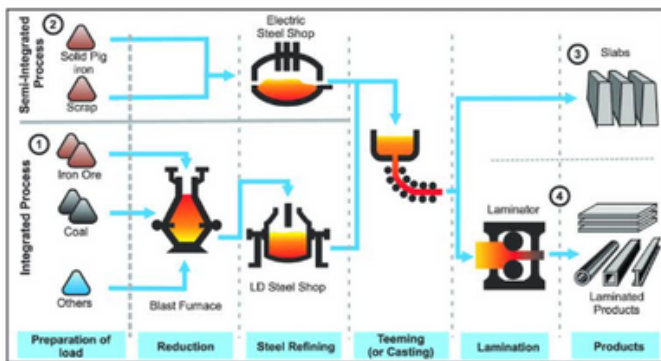 Semi-Integrated
Process
2
Solid Pig
iron
Scrap
Electric
Steel Shop
3
Slabs
Integrated Process
1
Iron Ore
Coal
Others
Blast Furnace
LD Steel Shop
Laminator
4
Laminated
Products
Preparation of
load
Reduction
Steel Refining
Teeming
(or Casting)
Lamination
Products